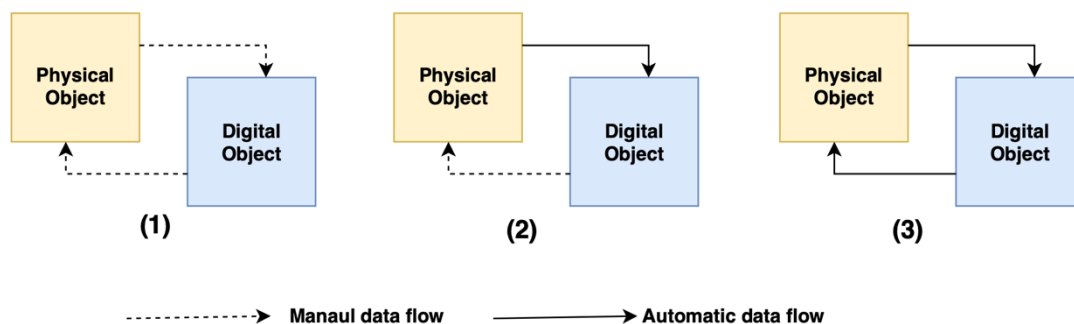 Physical
Object
Digital
Object
(1)
Physical
Object
Digital
Object
(2)
Physical
Object
Digital
Object
(3)
Manaul data flow
Automatic data flow